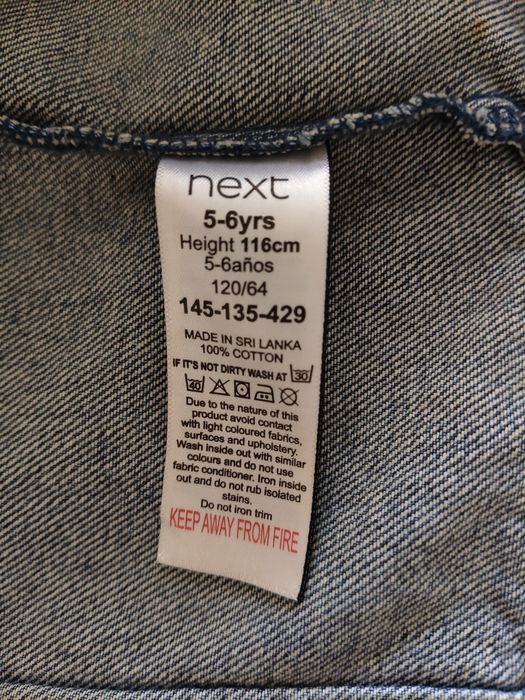 next
5-6yrs
Height 116cm
5-6años
120/64
145-135-429
MADE IN SRI LANKA
100% COTTON
IF IT'S NOT DIRTY WASH AT 30
40
Due to the nature of this
product avoid contact
with light coloured fabrics,
surfaces and upholstery.
Wash inside out with similar
colours and do not use
fabric conditioner. Iron inside
out and do not rub isolated
stains.
Do not iron trim
KEEP AWAY FROM FIRE